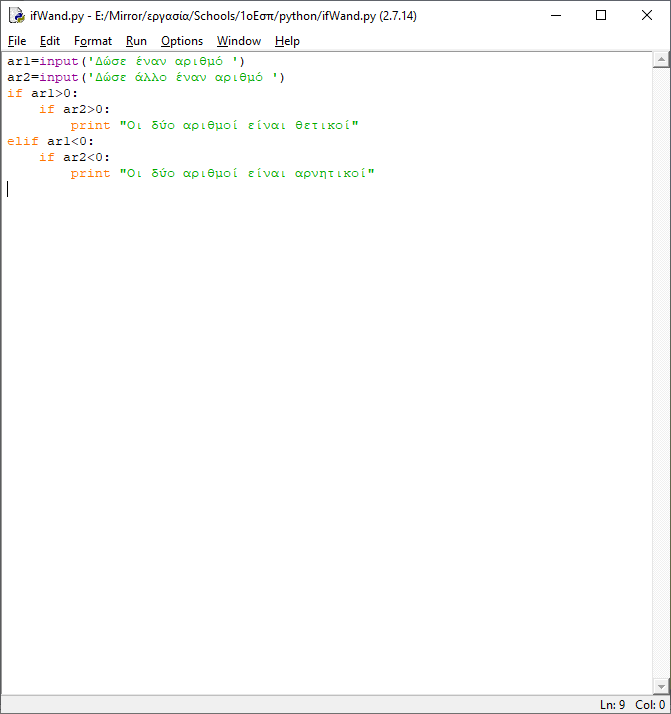 ifWand.py - E:/Mirror/εργασία/Schools/1οΕσπ/python/ifWand.py (2.7.14)
File Edit Format Run Options Window Help
ar1=input('Δώσε έναν αριθμό ')
ar2=input('Δώσε άλλο έναν αριθμό ')
if ar1>0:
    if ar2>0:
        print "Οι δύο αριθμοί είναι θετικοί"
elif ar1<0:
    if ar2<0:
        print "Οι δύο αριθμοί είναι αρνητικοί"
Ln: 9 Col: 0